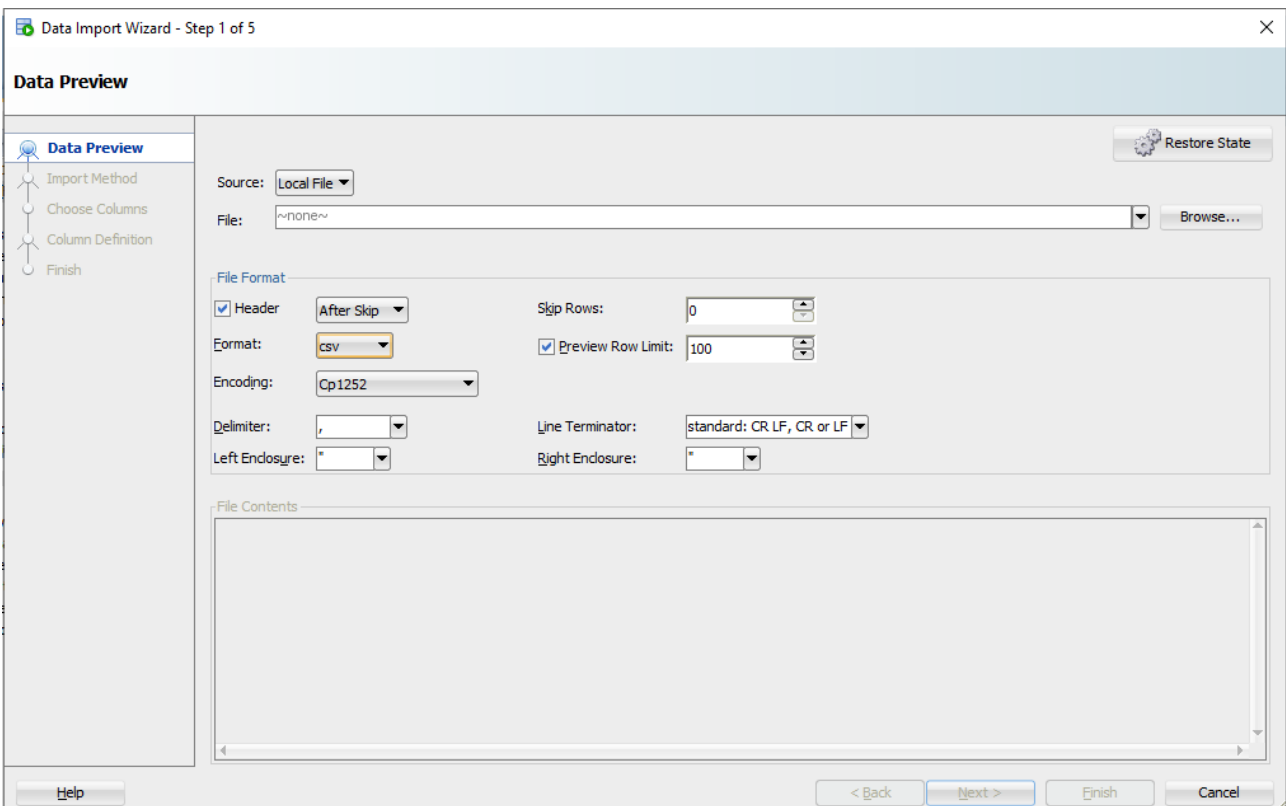 Data Import Wizard - Step 1 of 5
Data Preview
Data Preview
Import Method
Choose Columns
Column Definition
Finish
Restore State
Source: Local File
File: ~none~ Browse...
File Format
Header After Skip Skip Rows: 0
Format: csv Preview Row Limit: 100
Encoding: Cp1252
Delimiter: , Line Terminator: standard: CR LF, CR or LF
Left Enclosure: " Right Enclosure: "
File Contents
Help < Back Next > Finish Cancel